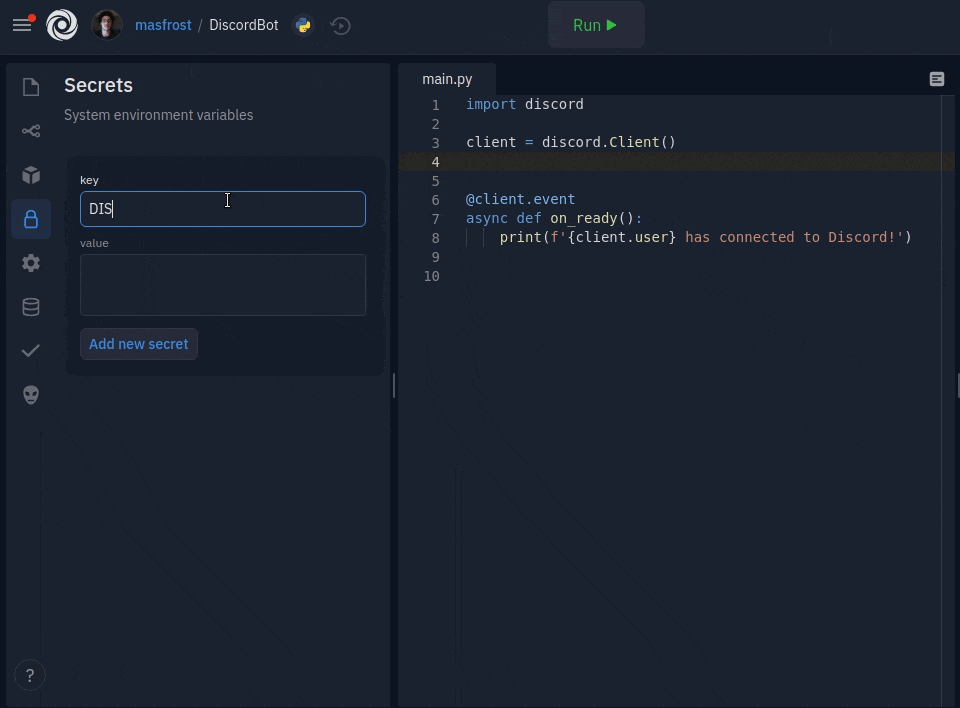 masfrost / DiscordBot
Run
Secrets
System environment variables
key
DIS
value
Add new secret
?
main.py
1 import discord
2
3 client = discord.Client()
4
5
6 @client.event
7 async def on_ready():
8 print(f'{client.user} has connected to Discord!')
9
10